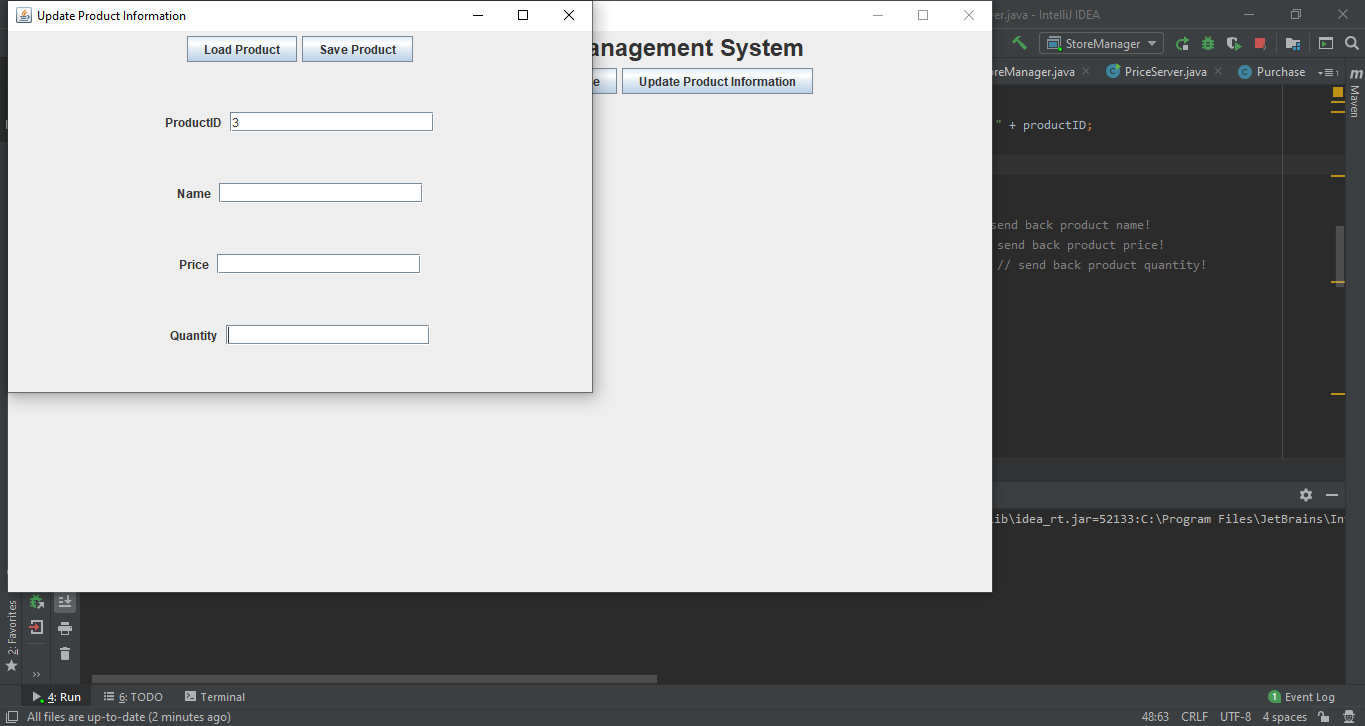 Update Product Information
Load Product
Save Product
ProductID 3
Name
Price
Quantity
anagement System
e
Update Product Information
er.java - IntelliJ IDEA
StoreManager
oreManager.java
PriceServer.java
Purchase
Maven
" + productID;
send back product name!
send back product price!
// send back product quantity!
lib\idea_rt.jar=52133:C:\Program Files\JetBrains\In
2: Favorites
4: Run
6: TODO
Terminal
1 Event Log
All files are up-to-date (2 minutes ago)
48:63 CRLF UTF-8 4 spaces